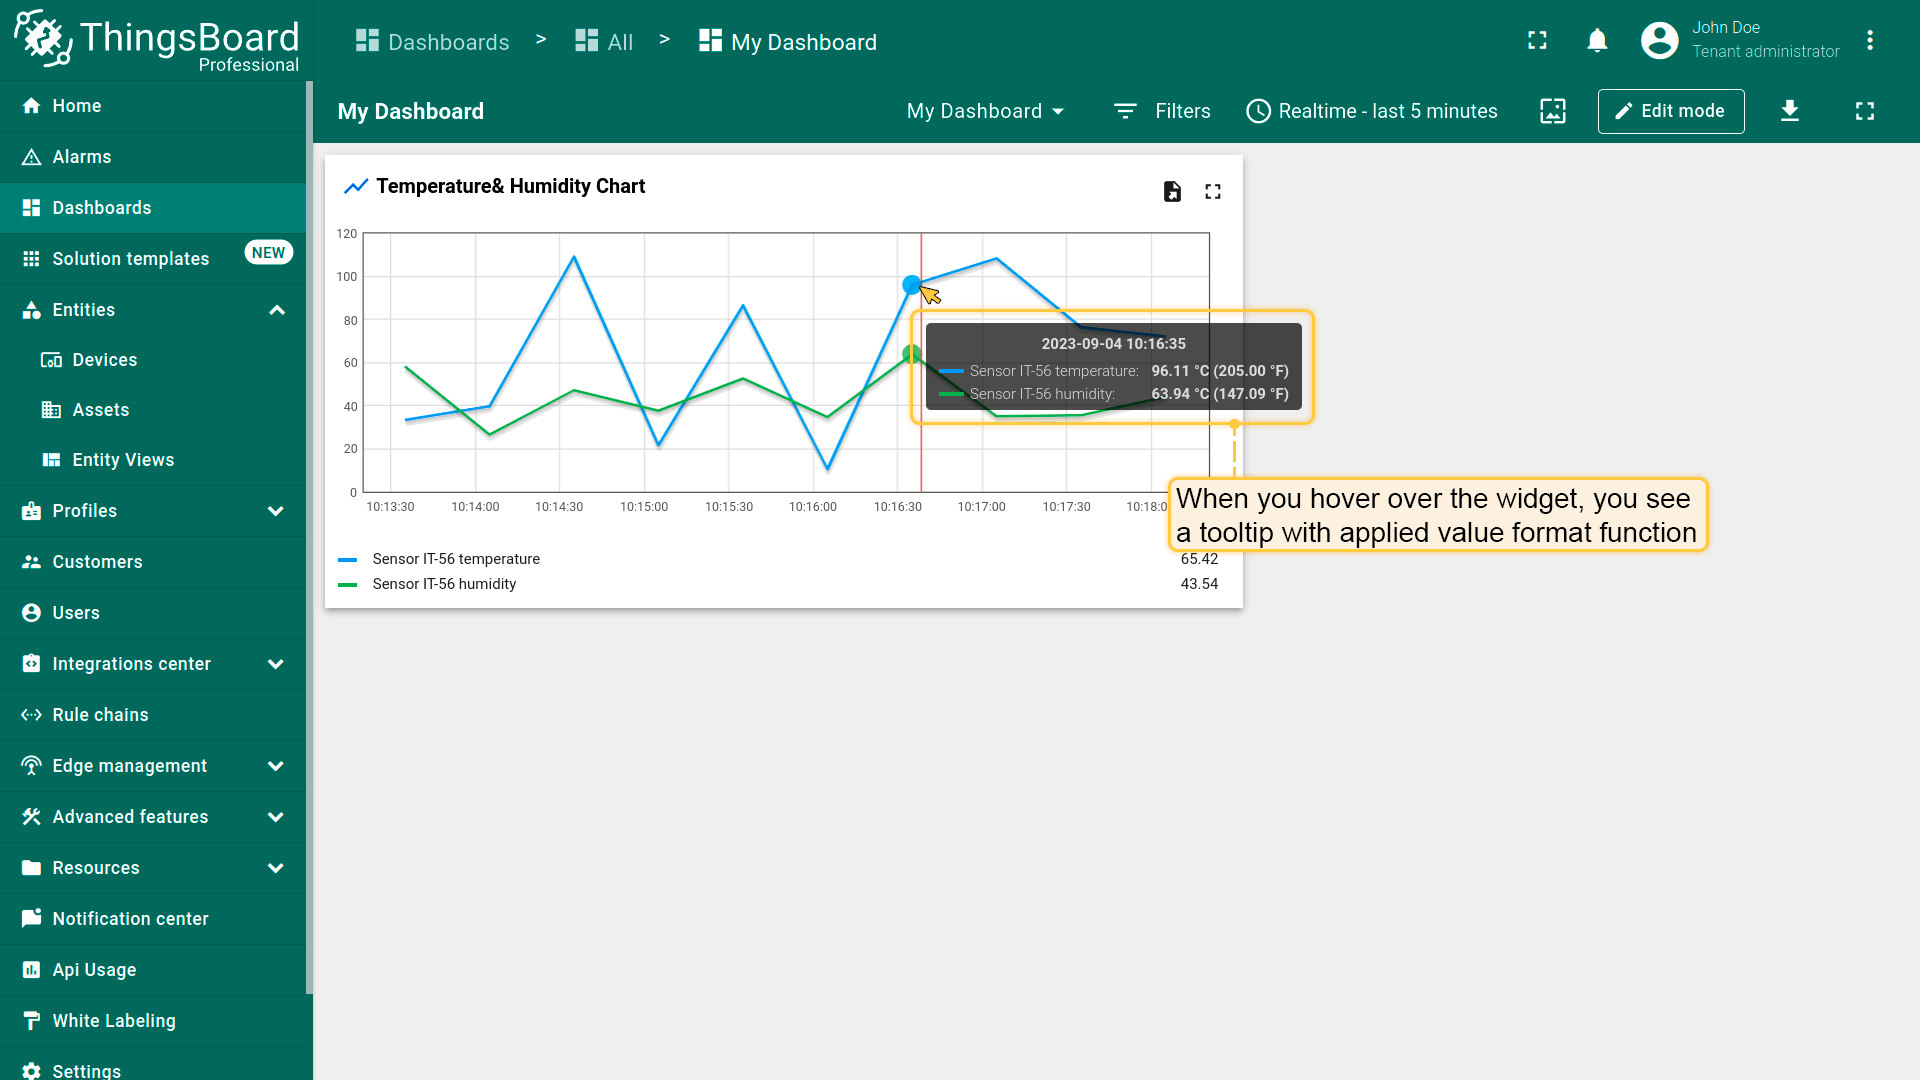 ThingsBoard
Professional
Dashboards > All > My Dashboard
John Doe
Tenant administrator
My Dashboard
My Dashboard
Filters
Realtime - last 5 minutes
Edit mode
Home
Alarms
Dashboards
Solution templates
NEW
Entities
Devices
Assets
Entity Views
Profiles
Customers
Users
Integrations center
Rule chains
Edge management
Advanced features
Resources
Notification center
Api Usage
White Labeling
Settings
Temperature& Humidity Chart
120
100
80
60
40
20
0
10:13:30 10:14:00 10:14:30 10:15:00 10:15:30 10:16:00 10:16:30 10:17:00 10:17:30 10:18:0
2023-09-04 10:16:35
Sensor IT-56 temperature: 96.11 °C (205.00 °F)
Sensor IT-56 humidity: 63.94 °C (147.09 °F)
When you hover over the widget, you see
a tooltip with applied value format function
Sensor IT-56 temperature 65.42
Sensor IT-56 humidity 43.54